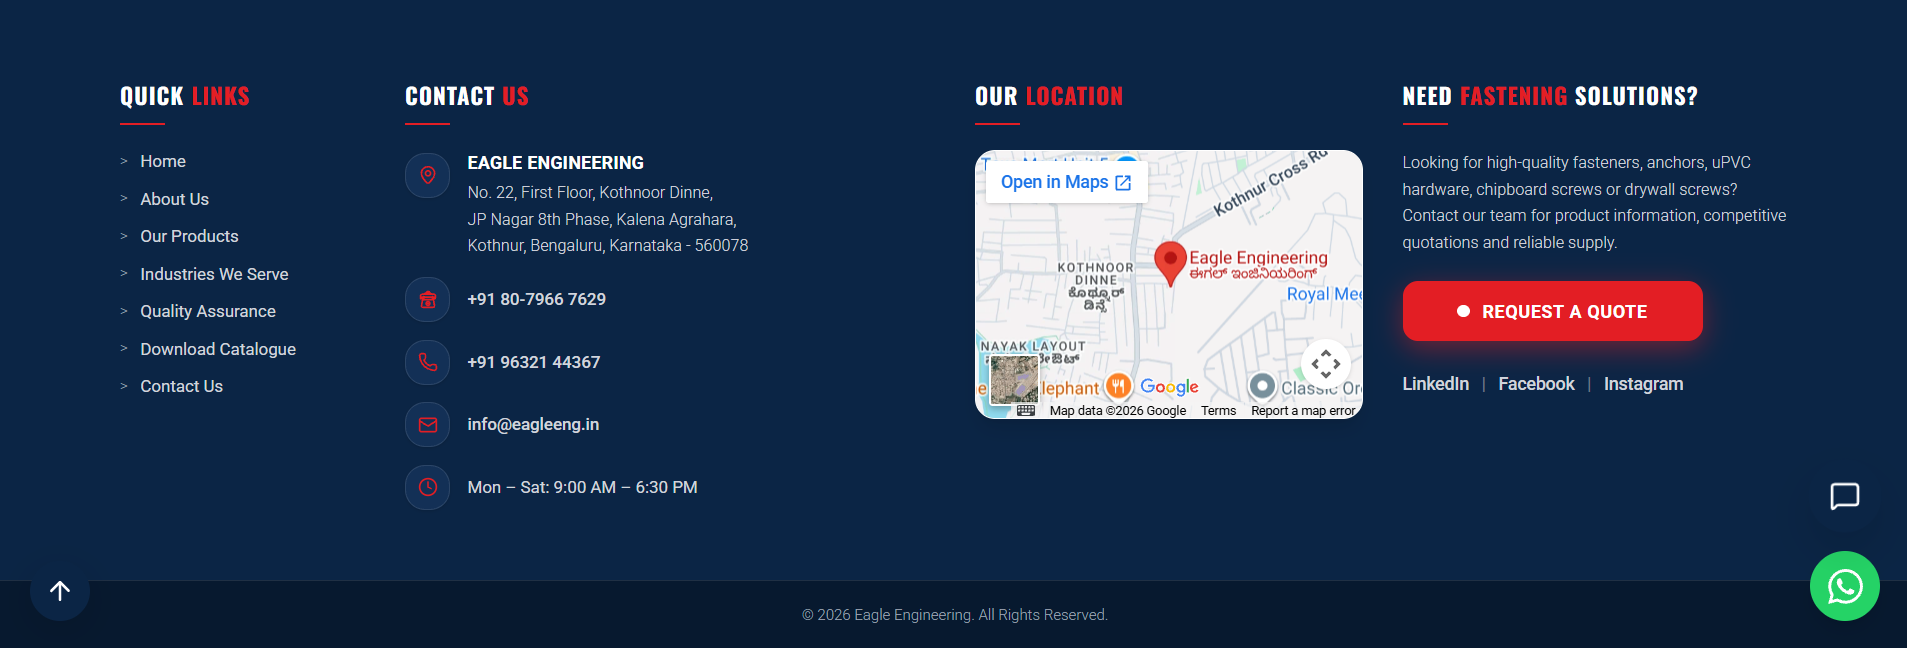 QUICK LINKS
> Home
> About Us
> Our Products
> Industries We Serve
> Quality Assurance
> Download Catalogue
> Contact Us
CONTACT US
EAGLE ENGINEERING
No. 22, First Floor, Kothnoor Dinne,
JP Nagar 8th Phase, Kalena Agrahara,
Kothnur, Bengaluru, Karnataka - 560078
+91 80-7966 7629
+91 96321 44367
info@eagleeng.in
Mon – Sat: 9:00 AM – 6:30 PM
OUR LOCATION
Open in Maps
Kothnur Cross Rd
Eagle Engineering
ಈಗಲ್ ಇಂಜಿನಿಯರಿಂಗ್
KOTHNOOR
DINNE
ಕೊಥ್ನೂರ್
ಡಿನ್ನೆ
Royal Mee
NAYAK LAYOUT
lephant
Google
Classic Or
Map data ©2026 Google
Terms
Report a map error
NEED FASTENING SOLUTIONS?
Looking for high-quality fasteners, anchors, uPVC
hardware, chipboard screws or drywall screws?
Contact our team for product information, competitive
quotations and reliable supply.
REQUEST A QUOTE
LinkedIn | Facebook | Instagram
© 2026 Eagle Engineering. All Rights Reserved.